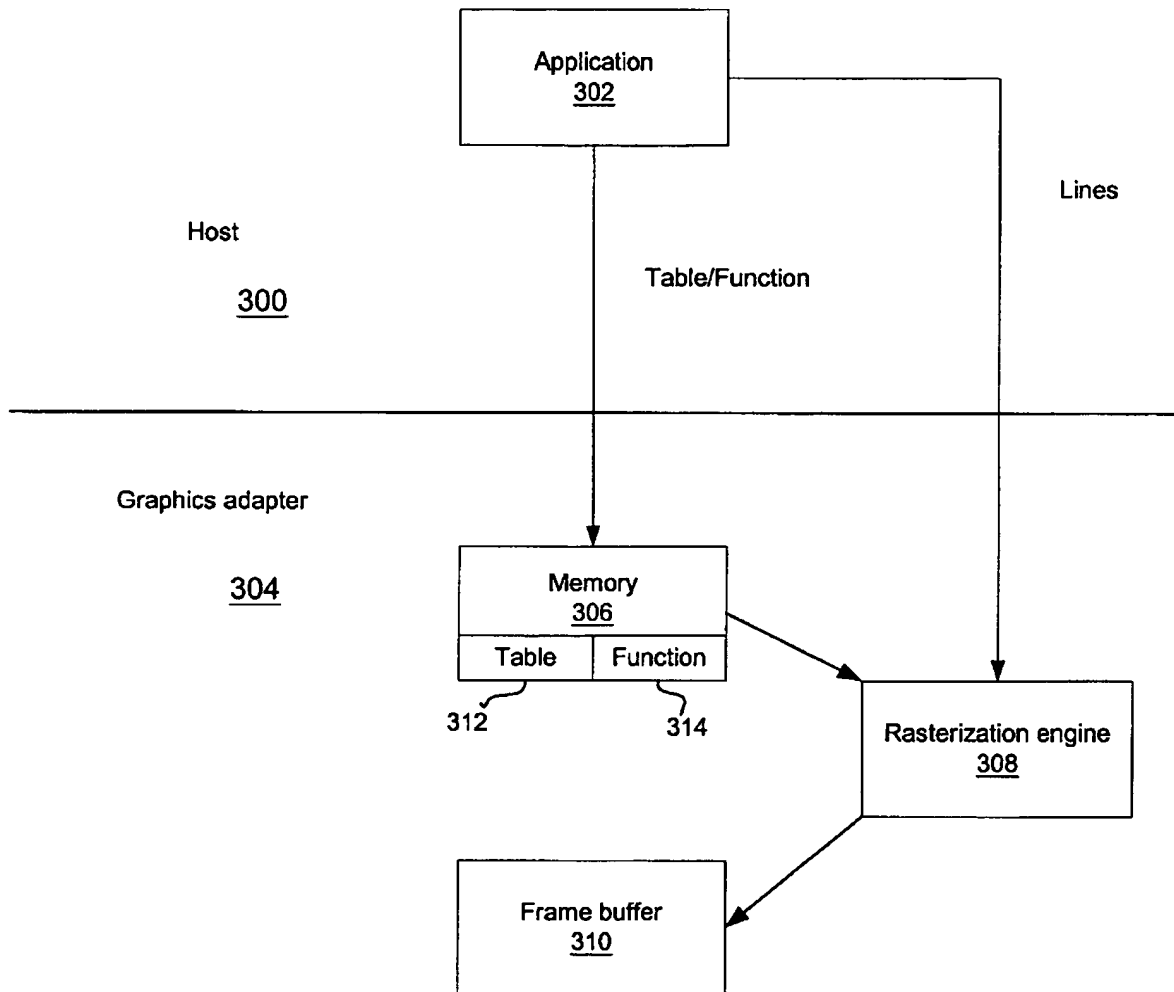 Application
302
Lines
Host
Table/Function
300
Graphics adapter
304
Memory
306
Table
Function
312
314
Rasterization engine
308
Frame buffer
310